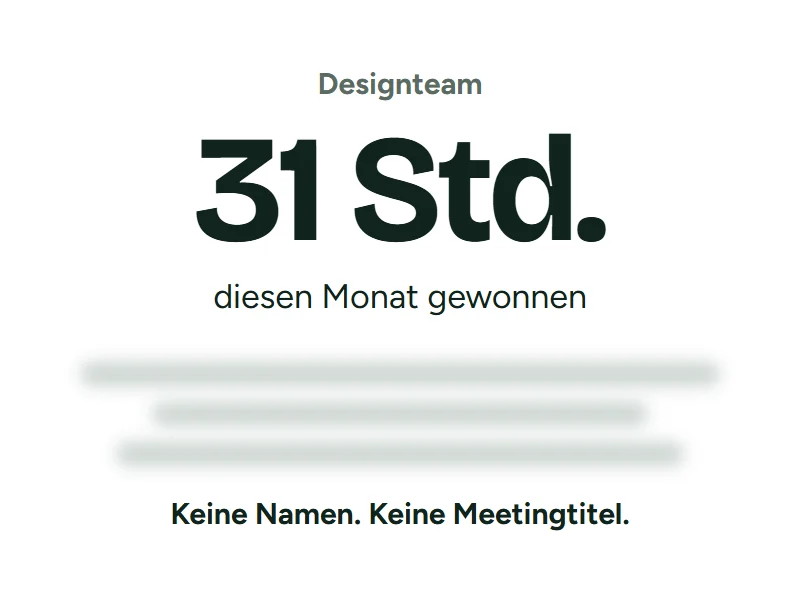 Designteam
31 Std.
diesen Monat gewonnen
Keine Namen. Keine Meetingtitel.